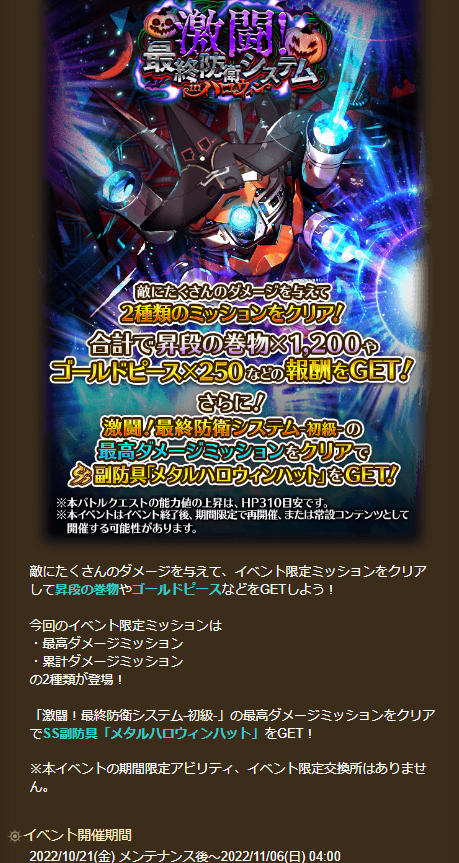 激闘!
最終防衛システム
inハロウィン
敵にたくさんのダメージを与えて
2種類のミッションをクリア!
合計で昇段の巻物×1,200や
ゴールドピース×250などの報酬をGET!
さらに!
激闘!最終防衛システム-初級-の
最高ダメージミッションをクリアで
副防具「メタルハロウィンハット」をGET!
※本バトルクエストの能力値の上昇は、HP310目安です。
※本イベントはイベント終了後、期間限定で再開催、または常設コンテンツとして
開催する可能性があります。
敵にたくさんのダメージを与えて、イベント限定ミッションをクリア
して昇段の巻物やゴールドピースなどをGETしよう！
今回のイベント限定ミッションは
・最高ダメージミッション
・累計ダメージミッション
の2種類が登場！
「激闘！最終防衛システム-初級-」の最高ダメージミッションをクリア
でSS副防具「メタルハロウィンハット」をGET！
※本イベントの期間限定アビリティ、イベント限定交換所はありませ
ん。
イベント開催期間
2022/10/21(金) メンテナンス後～2022/11/06(日) 04:00